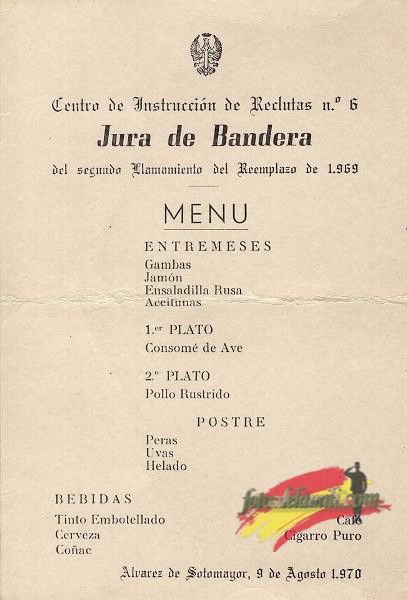 Centro de Instrucción de Reclutas n.º 6
Jura de Bandera
del segundo Llamamiento del Reemplazo de 1.969
MENU
ENTREMESES
Gambas
Jamón
Ensaladilla Rusa
Aceitunas
1.er PLATO
Consomé de Ave
2.º PLATO
Pollo Rustrido
POSTRE
Peras
Uvas
Helado
BEBIDAS
Tinto Embotellado
Cerveza
Coñac
Café
Cigarro Puro
Alvarez de Sotomayor, 9 de Agosto 1.970